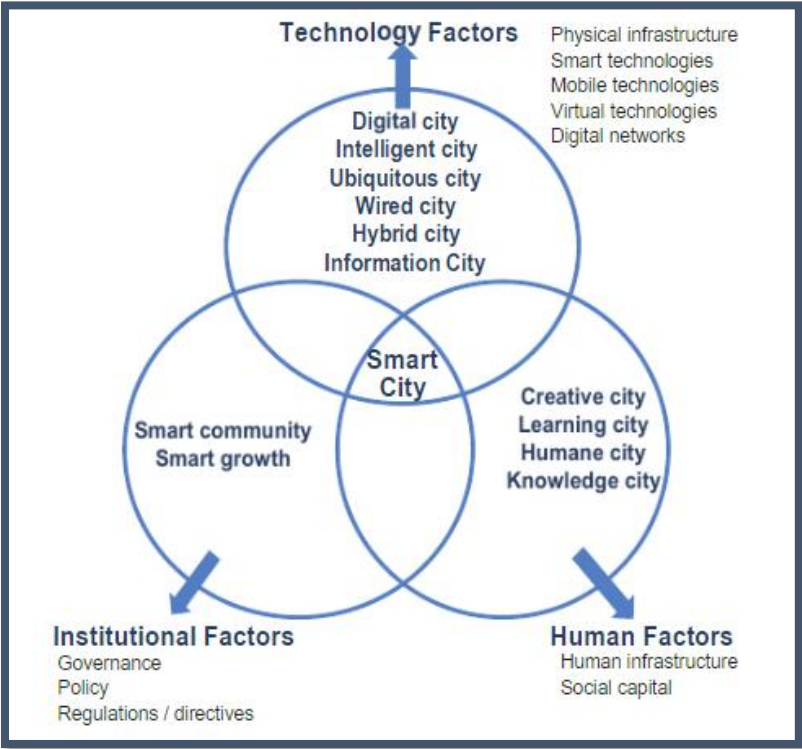 Technology Factors
Physical infrastructure
Smart technologies
Mobile technologies
Virtual technologies
Digital networks
Digital city
Intelligent city
Ubiquitous city
Wired city
Hybrid city
Information City
Smart
City
Smart community
Smart growth
Creative city
Learning city
Humane city
Knowledge city
Institutional Factors
Governance
Policy
Regulations / directives
Human Factors
Human infrastructure
Social capital